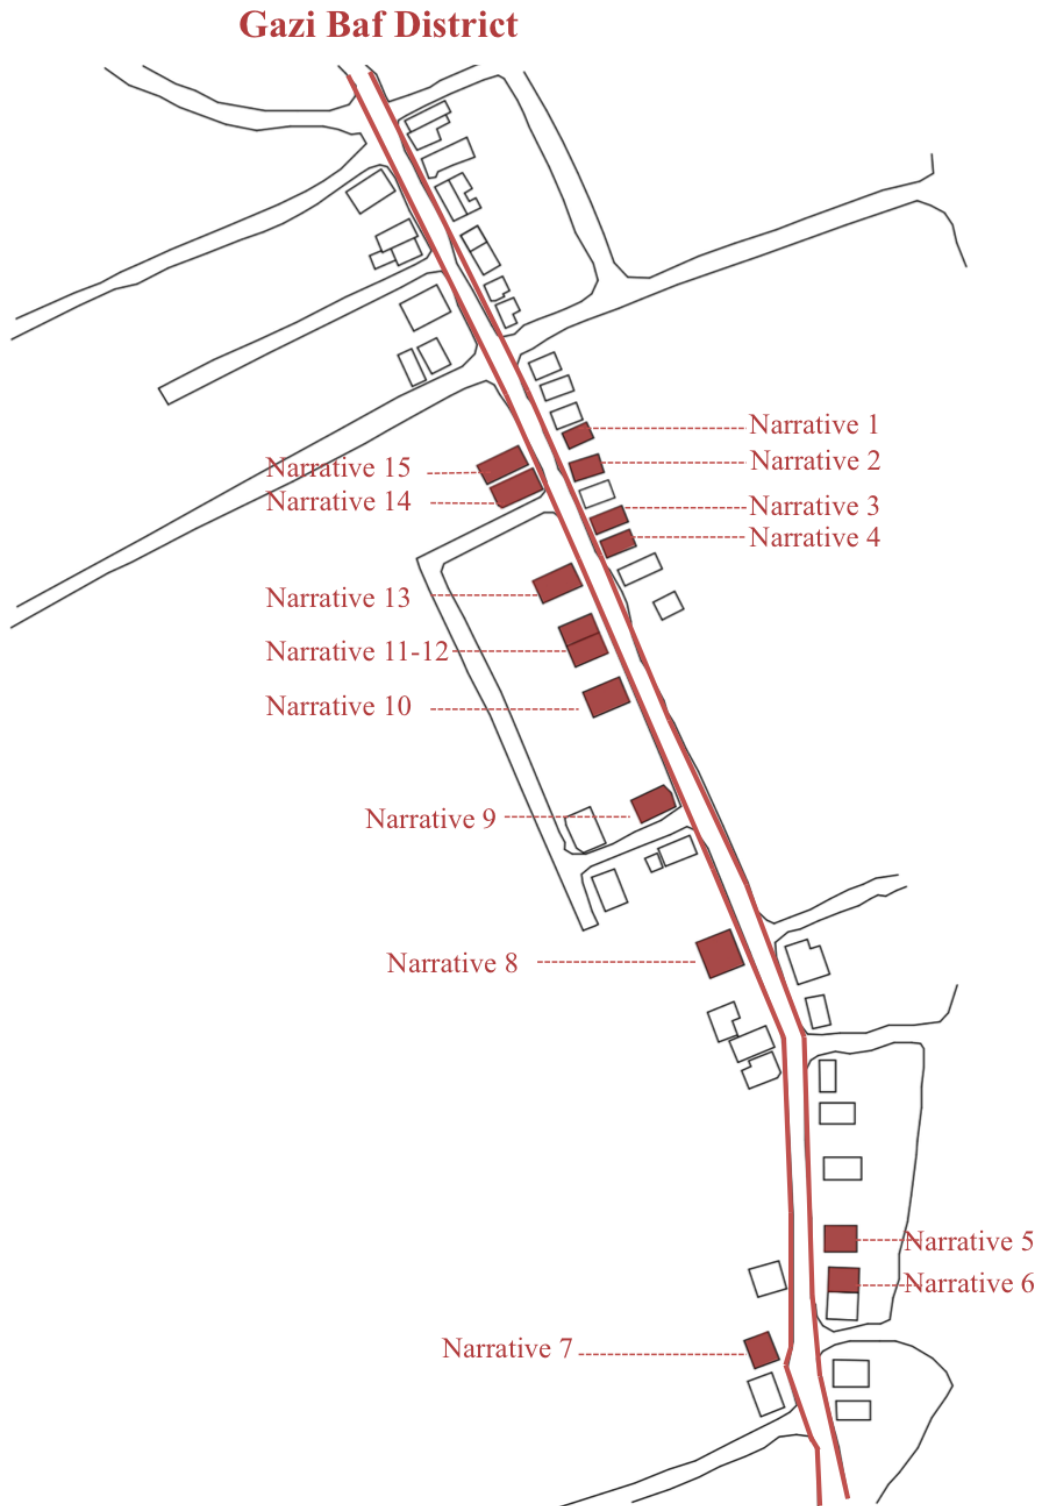 Gazi Baf District
Narrative 1
Narrative 2
Narrative 15
Narrative 14
Narrative 3
Narrative 4
Narrative 13
Narrative 11-12
Narrative 10
Narrative 9
Narrative 8
Narrative 5
Narrative 6
Narrative 7